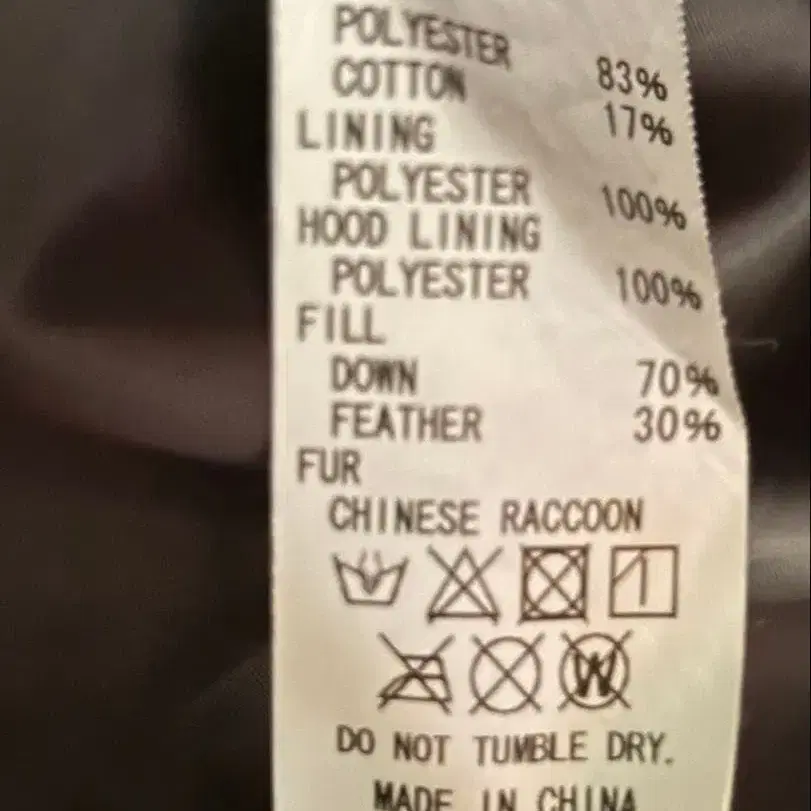 POLYESTER 83%
COTTON 17%
LINING
POLYESTER 100%
HOOD LINING
POLYESTER 100%
FILL
DOWN 70%
FEATHER 30%
FUR
CHINESE RACCOON
W
DO NOT TUMBLE DRY.
MADE IN CHINA